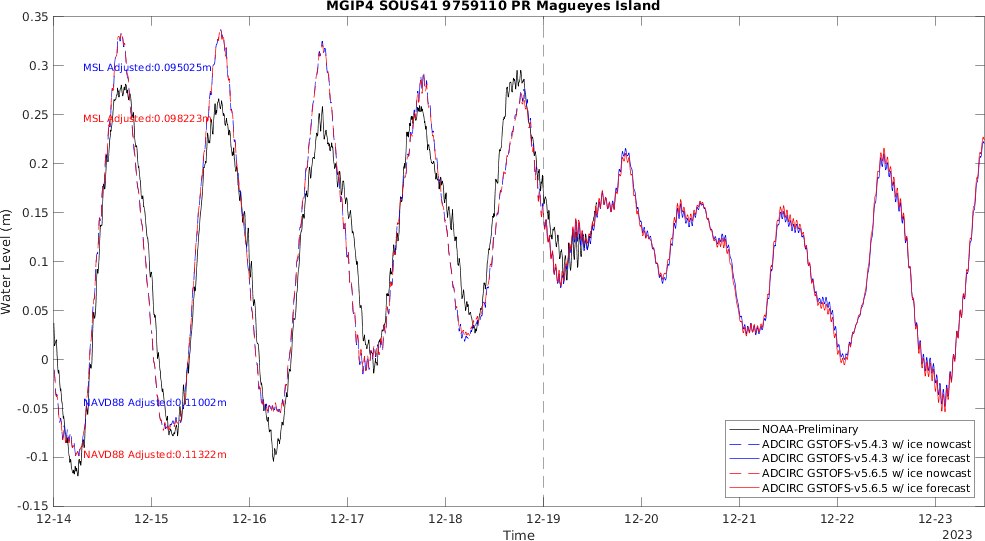 MGIP4 SOUS41 9759110 PR Magueyes Island
0.35
0.3
0.25
0.2
0.15
0.1
0.05
0
-0.05
-0.1
-0.15
Water Level (m)
MSL Adjusted:0.095025m
MSL Adjusted:0.098223m
NAVD88 Adjusted:0.11002m
NAVD88 Adjusted:0.11322m
NOAA-Preliminary
ADCIRC GSTOFS-v5.4.3 w/ ice nowcast
ADCIRC GSTOFS-v5.4.3 w/ ice forecast
ADCIRC GSTOFS-v5.6.5 w/ ice nowcast
ADCIRC GSTOFS-v5.6.5 w/ ice forecast
12-14 12-15 12-16 12-17 12-18 12-19 12-20 12-21 12-22 12-23
Time
2023